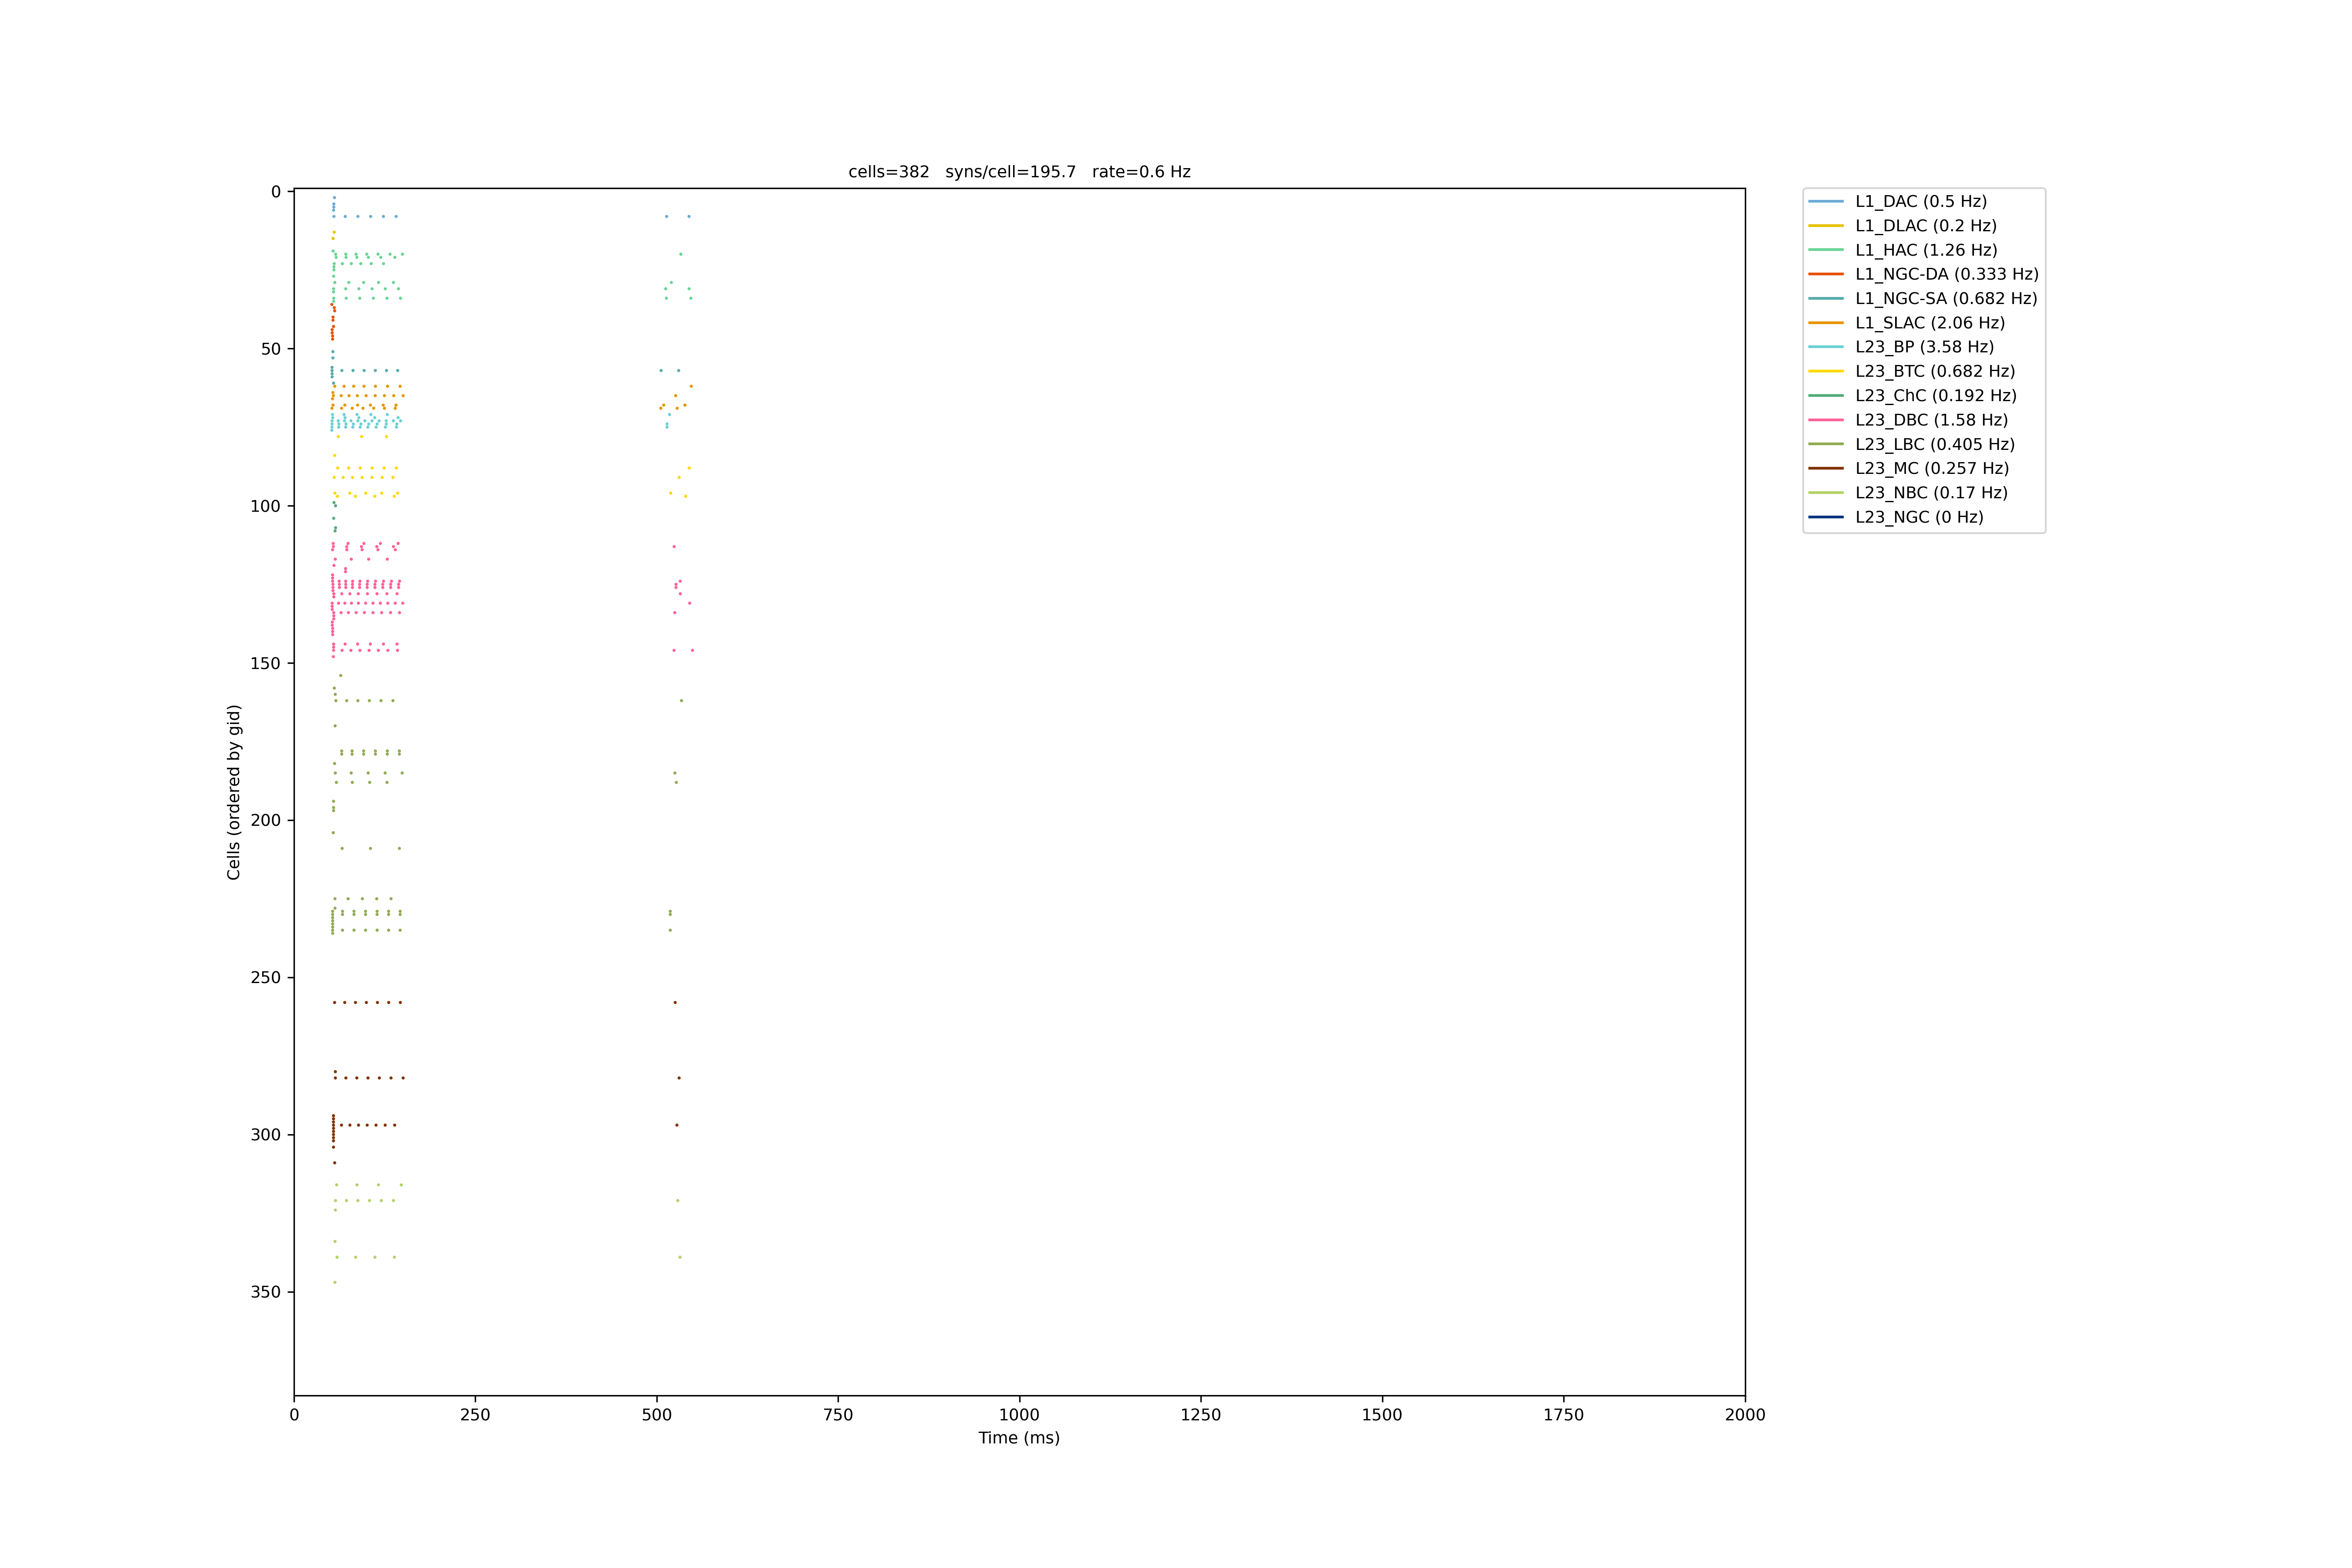 cells=382   syns/cell=195.7   rate=0.6 Hz
0
50
100
150
200
250
300
350
Cells (ordered by gid)
0 250 500 750 1000 1250 1500 1750 2000
Time (ms)
L1_DAC (0.5 Hz)
L1_DLAC (0.2 Hz)
L1_HAC (1.26 Hz)
L1_NGC-DA (0.333 Hz)
L1_NGC-SA (0.682 Hz)
L1_SLAC (2.06 Hz)
L23_BP (3.58 Hz)
L23_BTC (0.682 Hz)
L23_ChC (0.192 Hz)
L23_DBC (1.58 Hz)
L23_LBC (0.405 Hz)
L23_MC (0.257 Hz)
L23_NBC (0.17 Hz)
L23_NGC (0 Hz)